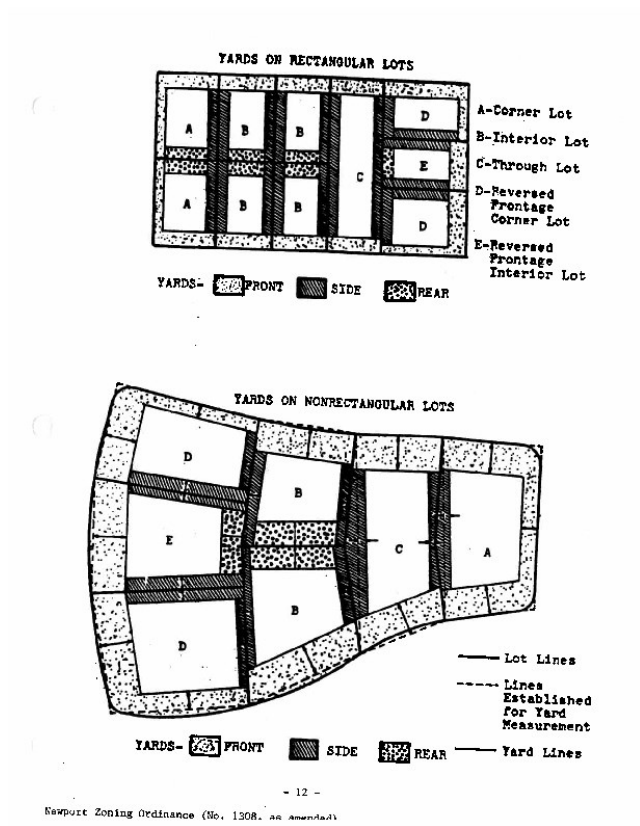 YARDS ON RECTANGULAR LOTS
A B B C D
E
A B B D
A-Corner Lot
B-Interior Lot
C-Through Lot
D-Reversed
Frontage
Corner Lot
E-Reversed
Frontage
Interior Lot
YARDS- FRONT SIDE REAR
YARDS ON NONRECTANGULAR LOTS
D
B
E
C
A
B
D
Lot Lines
Lines
Established
for Yard
Measurement
YARDS- FRONT SIDE REAR Yard Lines
- 12 -
Newport Zoning Ordinance (No. 1308, as amended)